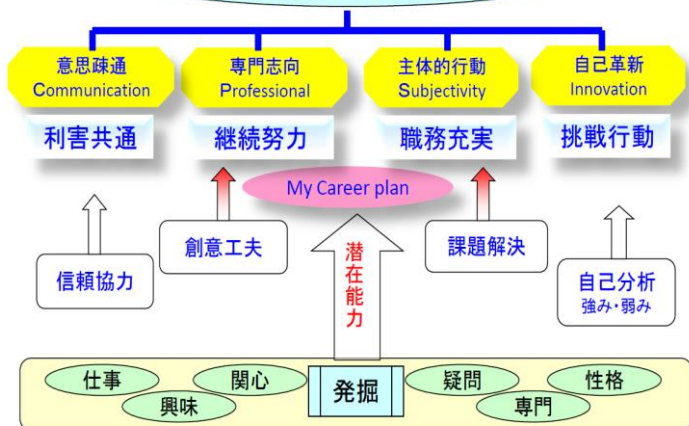 意思疎通
Communication
専門志向
Professional
主体的行動
Subjectivity
自己革新
Innovation
利害共通
継続努力
職務充実
挑戦行動
My Career plan
創意工夫
課題解決
信頼協力
潜在能力
自己分析
強み・弱み
仕事
関心
発掘
疑問
性格
興味
専門